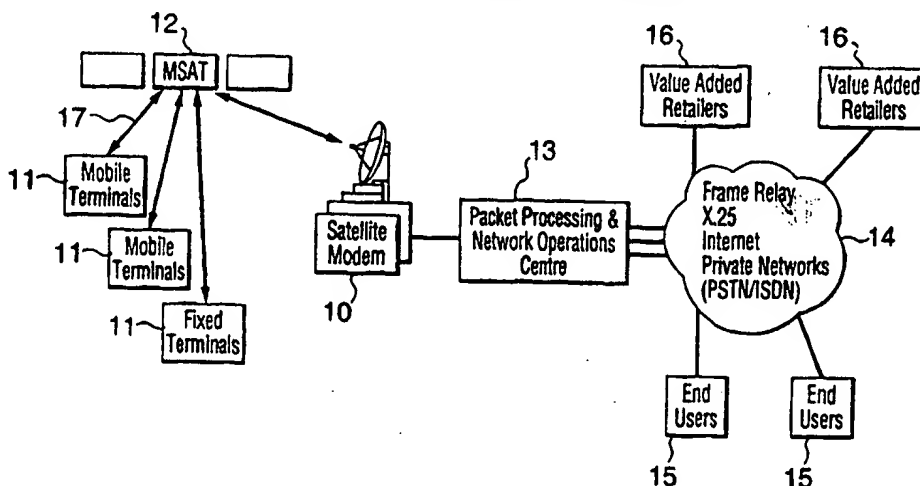 12
MSAT
17
11
Mobile
Terminals
11
Mobile
Terminals
11
Fixed
Terminals
Satellite
Modem
10
13
Packet Processing &
Network Operations
Centre
16
Value Added
Retailers
16
Value Added
Retailers
Frame Relay
X.25
Internet
Private Networks
(PSTN/ISDN)
14
End
Users
15
End
Users
15